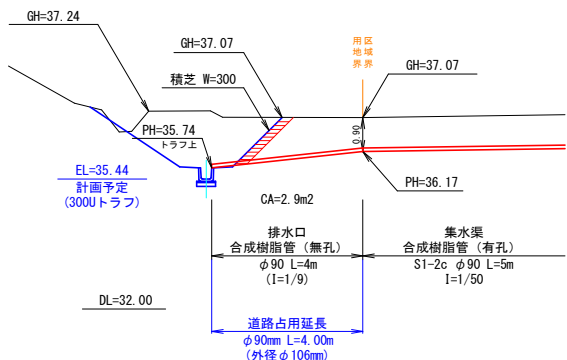 GH=37.24
GH=37.07
積芝 W=300
用地
区域
界界
GH=37.07
0.90
PH=35.74
トラフ上
EL=35.44
計画予定
(300Uトラフ)
PH=36.17
CA=2.9m2
排水口
合成樹脂管（無孔）
φ90 L=4m
(I=1/9)
集水渠
合成樹脂管（有孔）
S1-2c φ90 L=5m
I=1/50
DL=32.00
道路占用延長
φ90mm L=4.00m
(外径φ106mm)